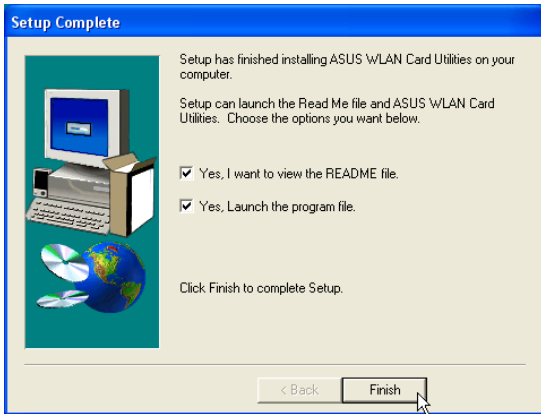 Setup Complete
Setup has finished installing ASUS WLAN Card Utilities on your
computer.
Setup can launch the Read Me file and ASUS WLAN Card
Utilities.  Choose the options you want below.
Yes, I want to view the README file.
Yes, Launch the program file.
Click Finish to complete Setup.
< Back
Finish